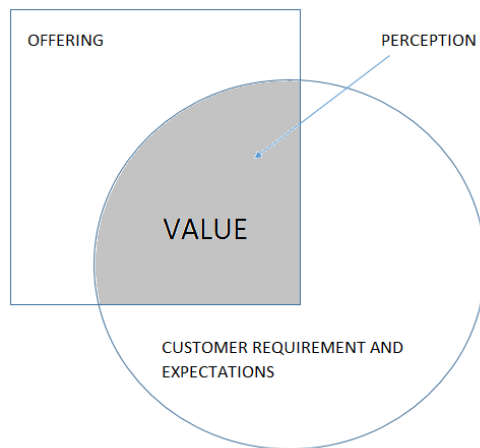 OFFERING
PERCEPTION
VALUE
CUSTOMER REQUIREMENT AND
EXPECTATIONS